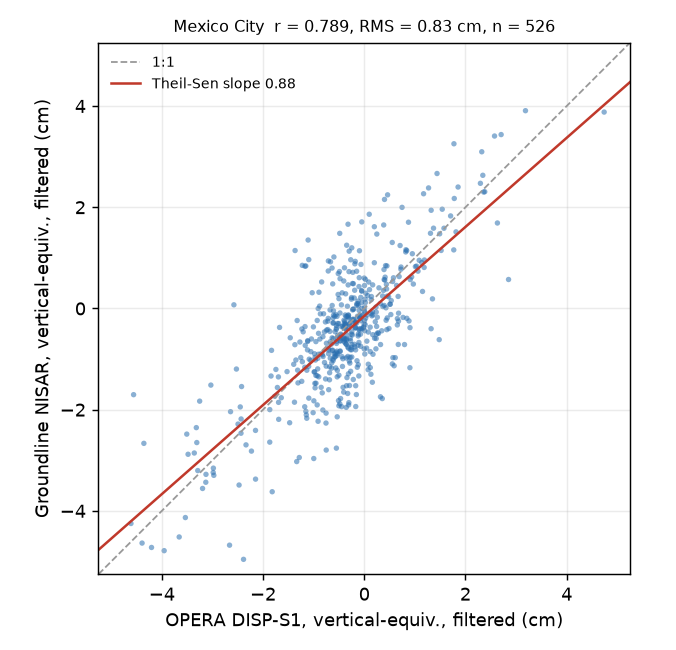 Mexico City r = 0.789, RMS = 0.83 cm, n = 526
1:1
Theil-Sen slope 0.88
Groundline NISAR, vertical-equiv., filtered (cm)
4
2
0
−2
−4
−4 −2 0 2 4
OPERA DISP-S1, vertical-equiv., filtered (cm)